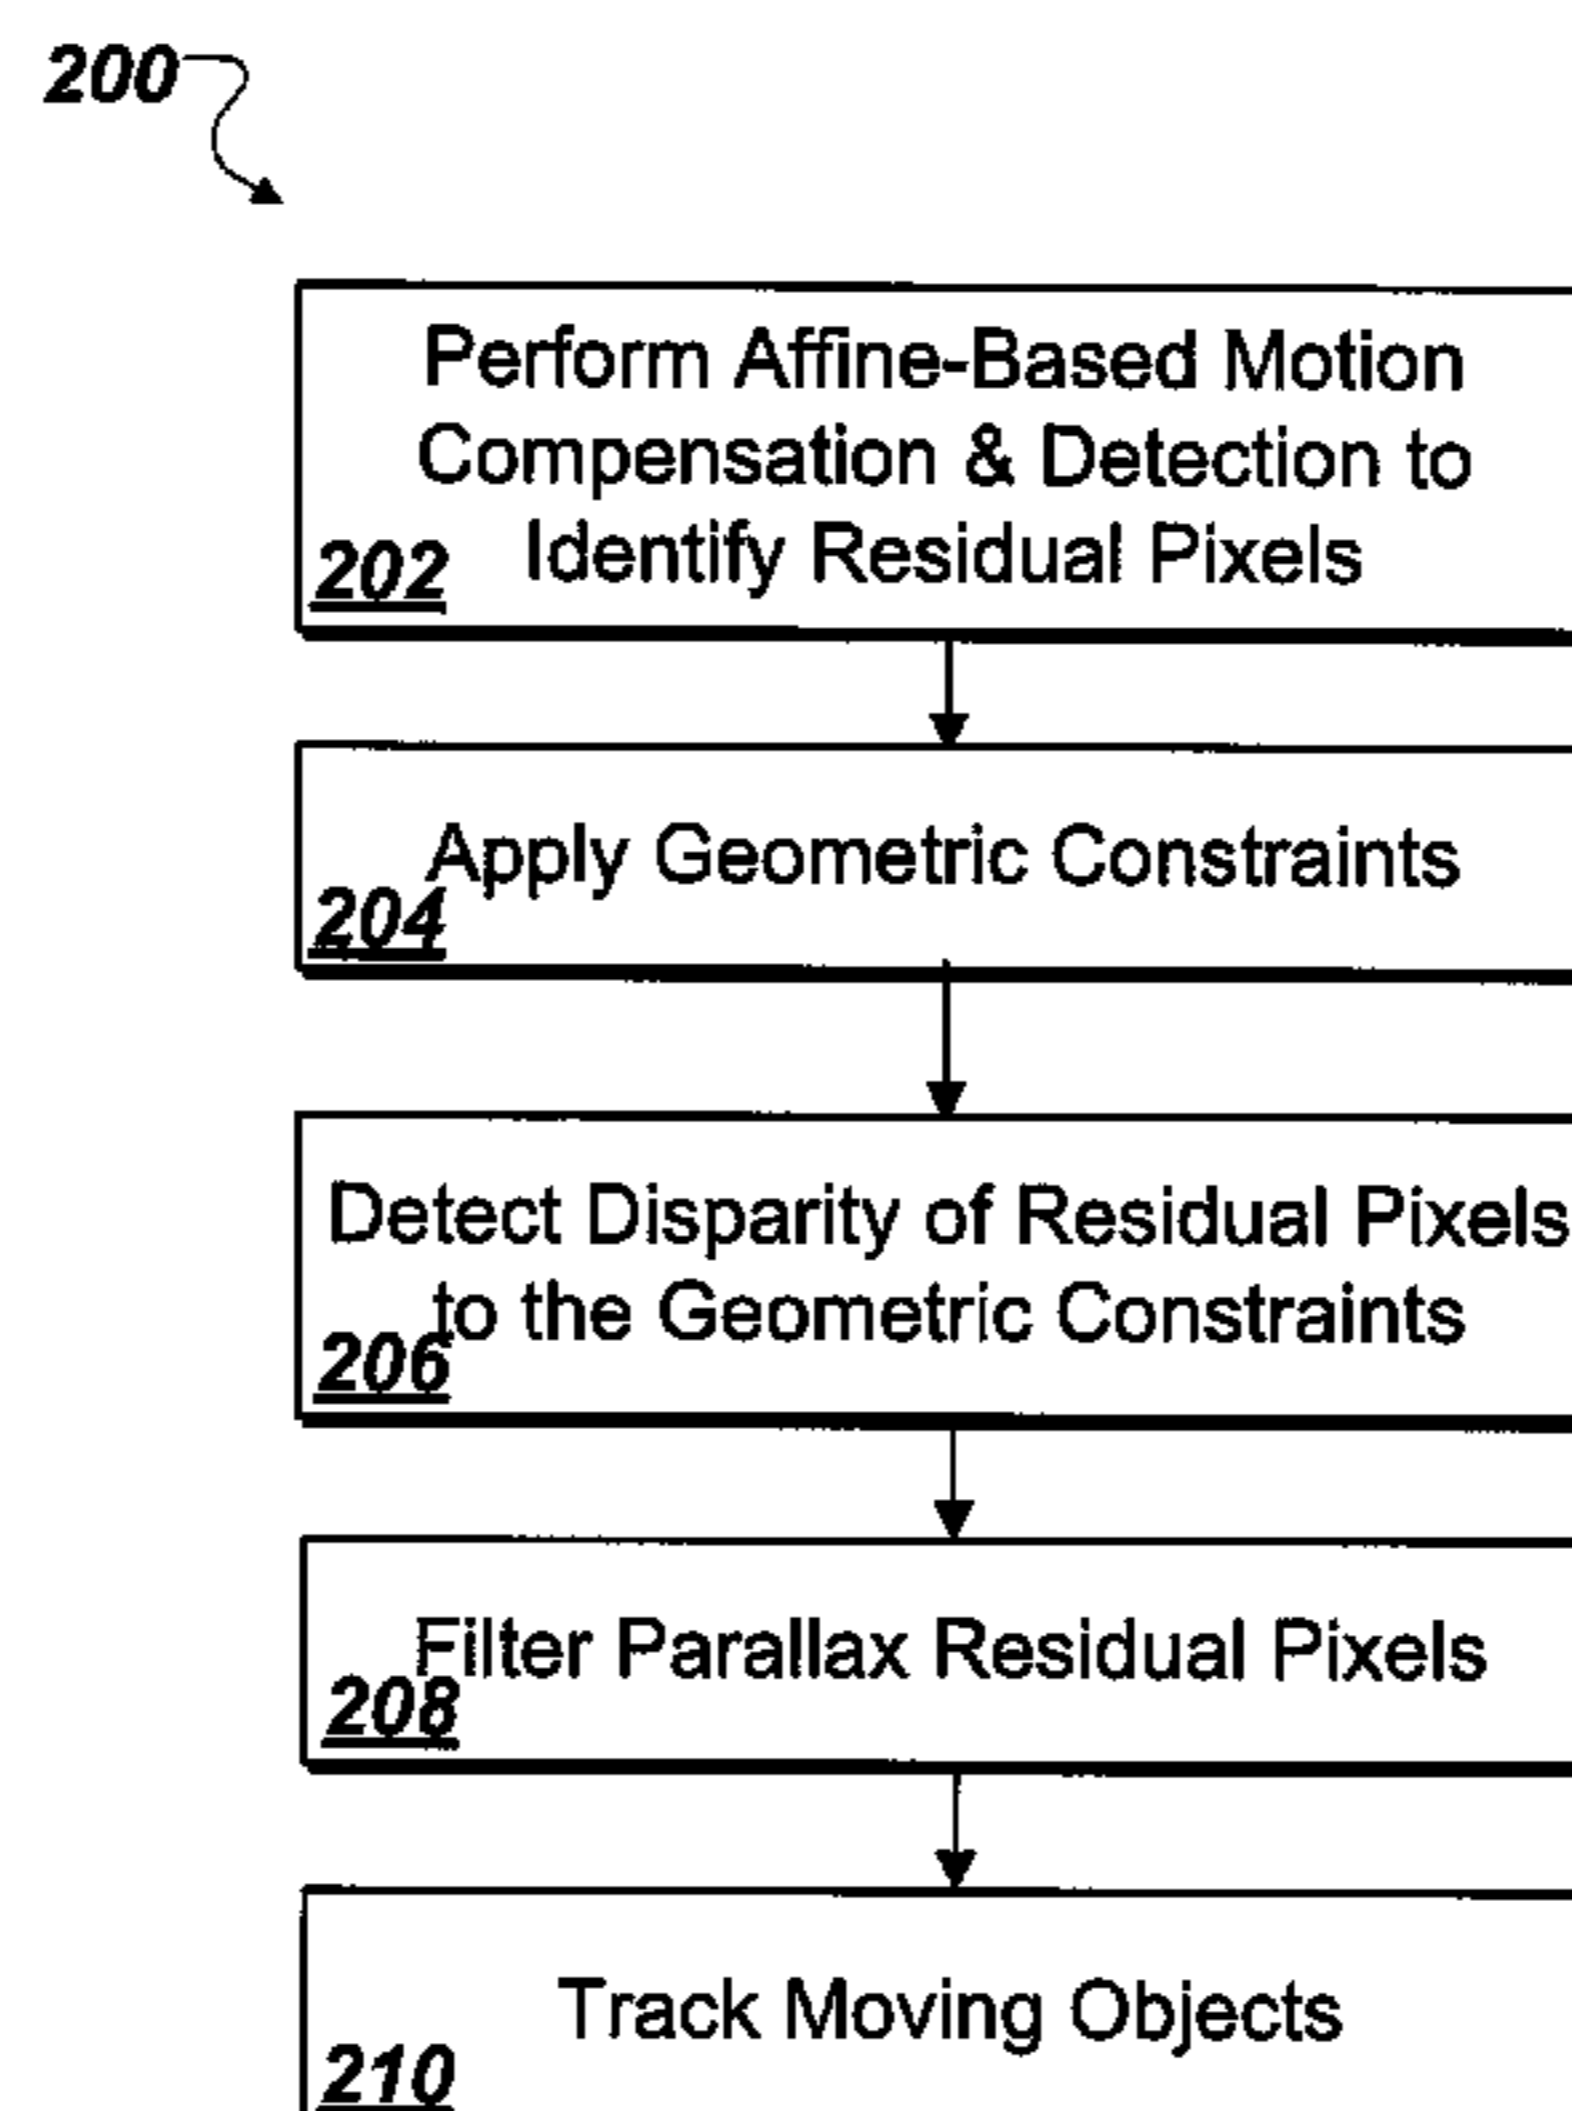 200
Perform Affine-Based Motion
Compensation & Detection to
Identify Residual Pixels
202
Apply Geometric Constraints
204
Detect Disparity of Residual Pixels
to the Geometric Constraints
206
Filter Parallax Residual Pixels
208
Track Moving Objects
210